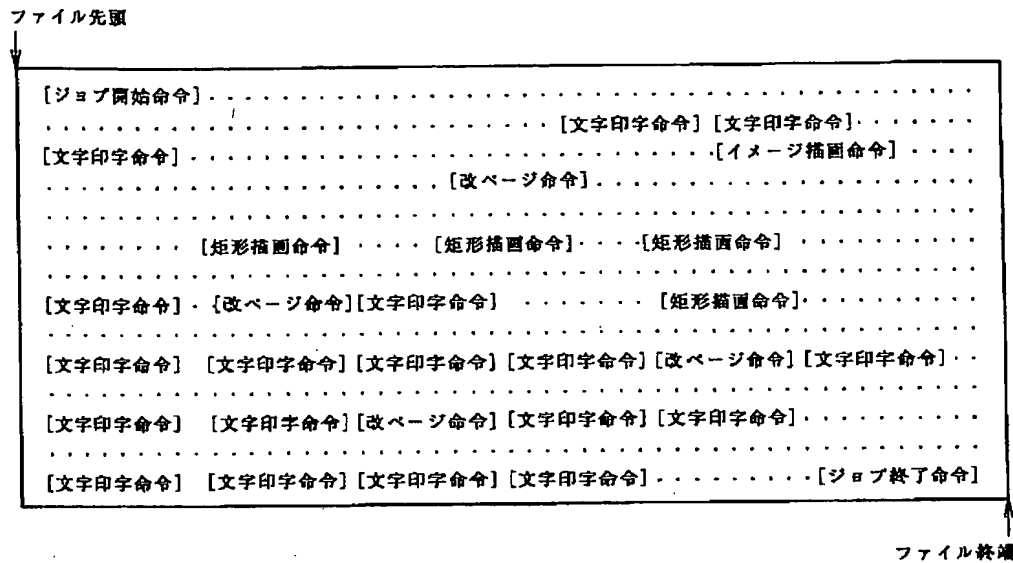 ファイル先頭
[ジョブ開始命令]・・・・・・・・・・・・・・・・・・・・・・・・・・・・・・・・・・・・・・・・・・
・・・・・・・・・・・・・・・・・・・・・・・・・・・・[文字印字命令] [文字印字命令]・・・・・・・
[文字印字命令]・・・・・・・・・・・・・・・・・・・・・・・・・・・・・[イメージ描画命令]・・・・
・・・・・・・・・・・・・・・・・・・・・・[改ページ命令]・・・・・・・・・・・・・・・・・・・・・
・・・・・・・・・・・・・・・・・・・・・・・・・・・・・・・・・・・・・・・・・・・・・・・・・・・
・・・・・・・・[矩形描画命令]・・・・[矩形描画命令]・・・・[矩形描画命令]・・・・・・・・・・
・・・・・・・・・・・・・・・・・・・・・・・・・・・・・・・・・・・・・・・・・・・・・・・・・・・
[文字印字命令]・[改ページ命令][文字印字命令]・・・・・・・[矩形描画命令]・・・・・・・・・・
・・・・・・・・・・・・・・・・・・・・・・・・・・・・・・・・・・・・・・・・・・・・・・・・・・・
[文字印字命令] [文字印字命令][文字印字命令][文字印字命令][改ページ命令][文字印字命令]・・
・・・・・・・・・・・・・・・・・・・・・・・・・・・・・・・・・・・・・・・・・・・・・・・・・・・
[文字印字命令] [文字印字命令][改ページ命令][文字印字命令][文字印字命令]・・・・・・・・・・
・・・・・・・・・・・・・・・・・・・・・・・・・・・・・・・・・・・・・・・・・・・・・・・・・・・
[文字印字命令] [文字印字命令][文字印字命令][文字印字命令]・・・・・・・・・[ジョブ終了命令]
ファイル終端